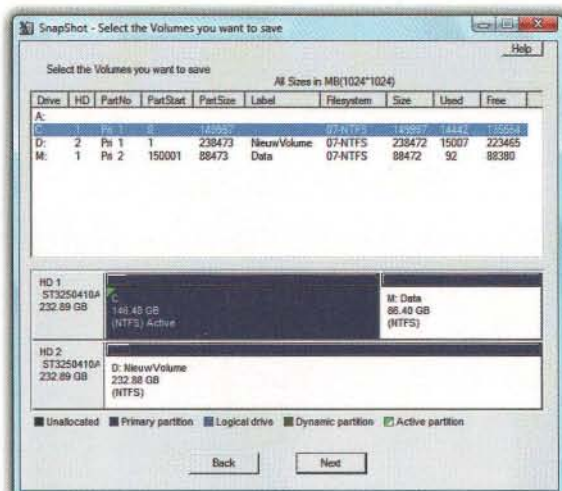 SnapShot - Select the Volumes you want to save
Help
Select the Volumes you want to save
All Sizes in MB(1024*1024)
Drive HD PartNo PartStart PartSize Label Filesystem Size Used Free
A:
C: 1 Pri 1 07-NTFS 14442 135554
D: 2 Pri 1 1 238473 NieuwVolume 07-NTFS 238472 15007 223465
M: 1 Pri 2 150001 88473 Data 07-NTFS 88472 92 88380
HD 1
ST3250410A
232.89 GB
C:
146.48 GB
(NTFS) Active
M: Data
86.40 GB
(NTFS)
HD 2
ST3250410A
232.89 GB
D: NieuwVolume
232.88 GB
(NTFS)
Unallocated Primary partition Logical drive Dynamic partition Active partition
Back Next